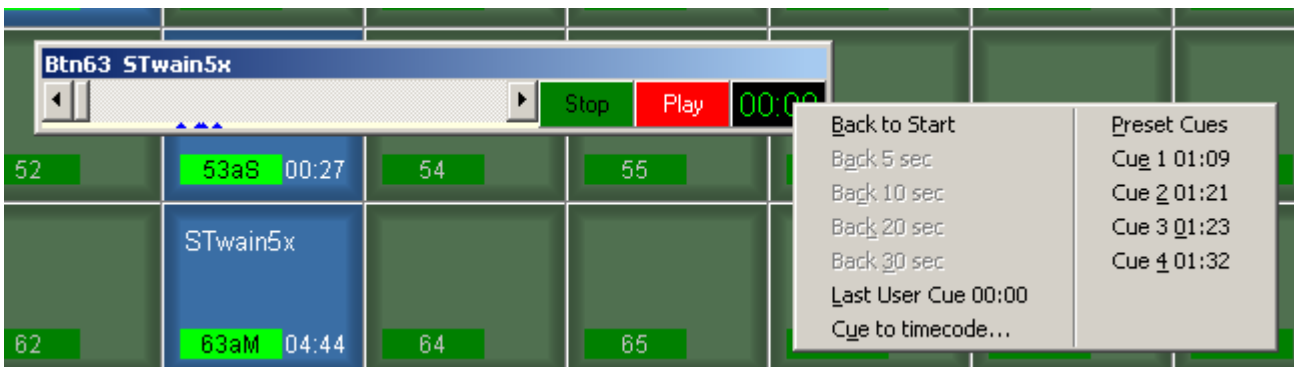 Btn63 STwain5x
Stop Play 00:00
Back to Start
Back 5 sec
Back 10 sec
Back 20 sec
Back 30 sec
Last User Cue 00:00
Cue to timecode...
Preset Cues
Cue 1 01:09
Cue 2 01:21
Cue 3 01:23
Cue 4 01:32
52 53aS 00:27 54 55
STwain5x
62 63aM 04:44 64 65